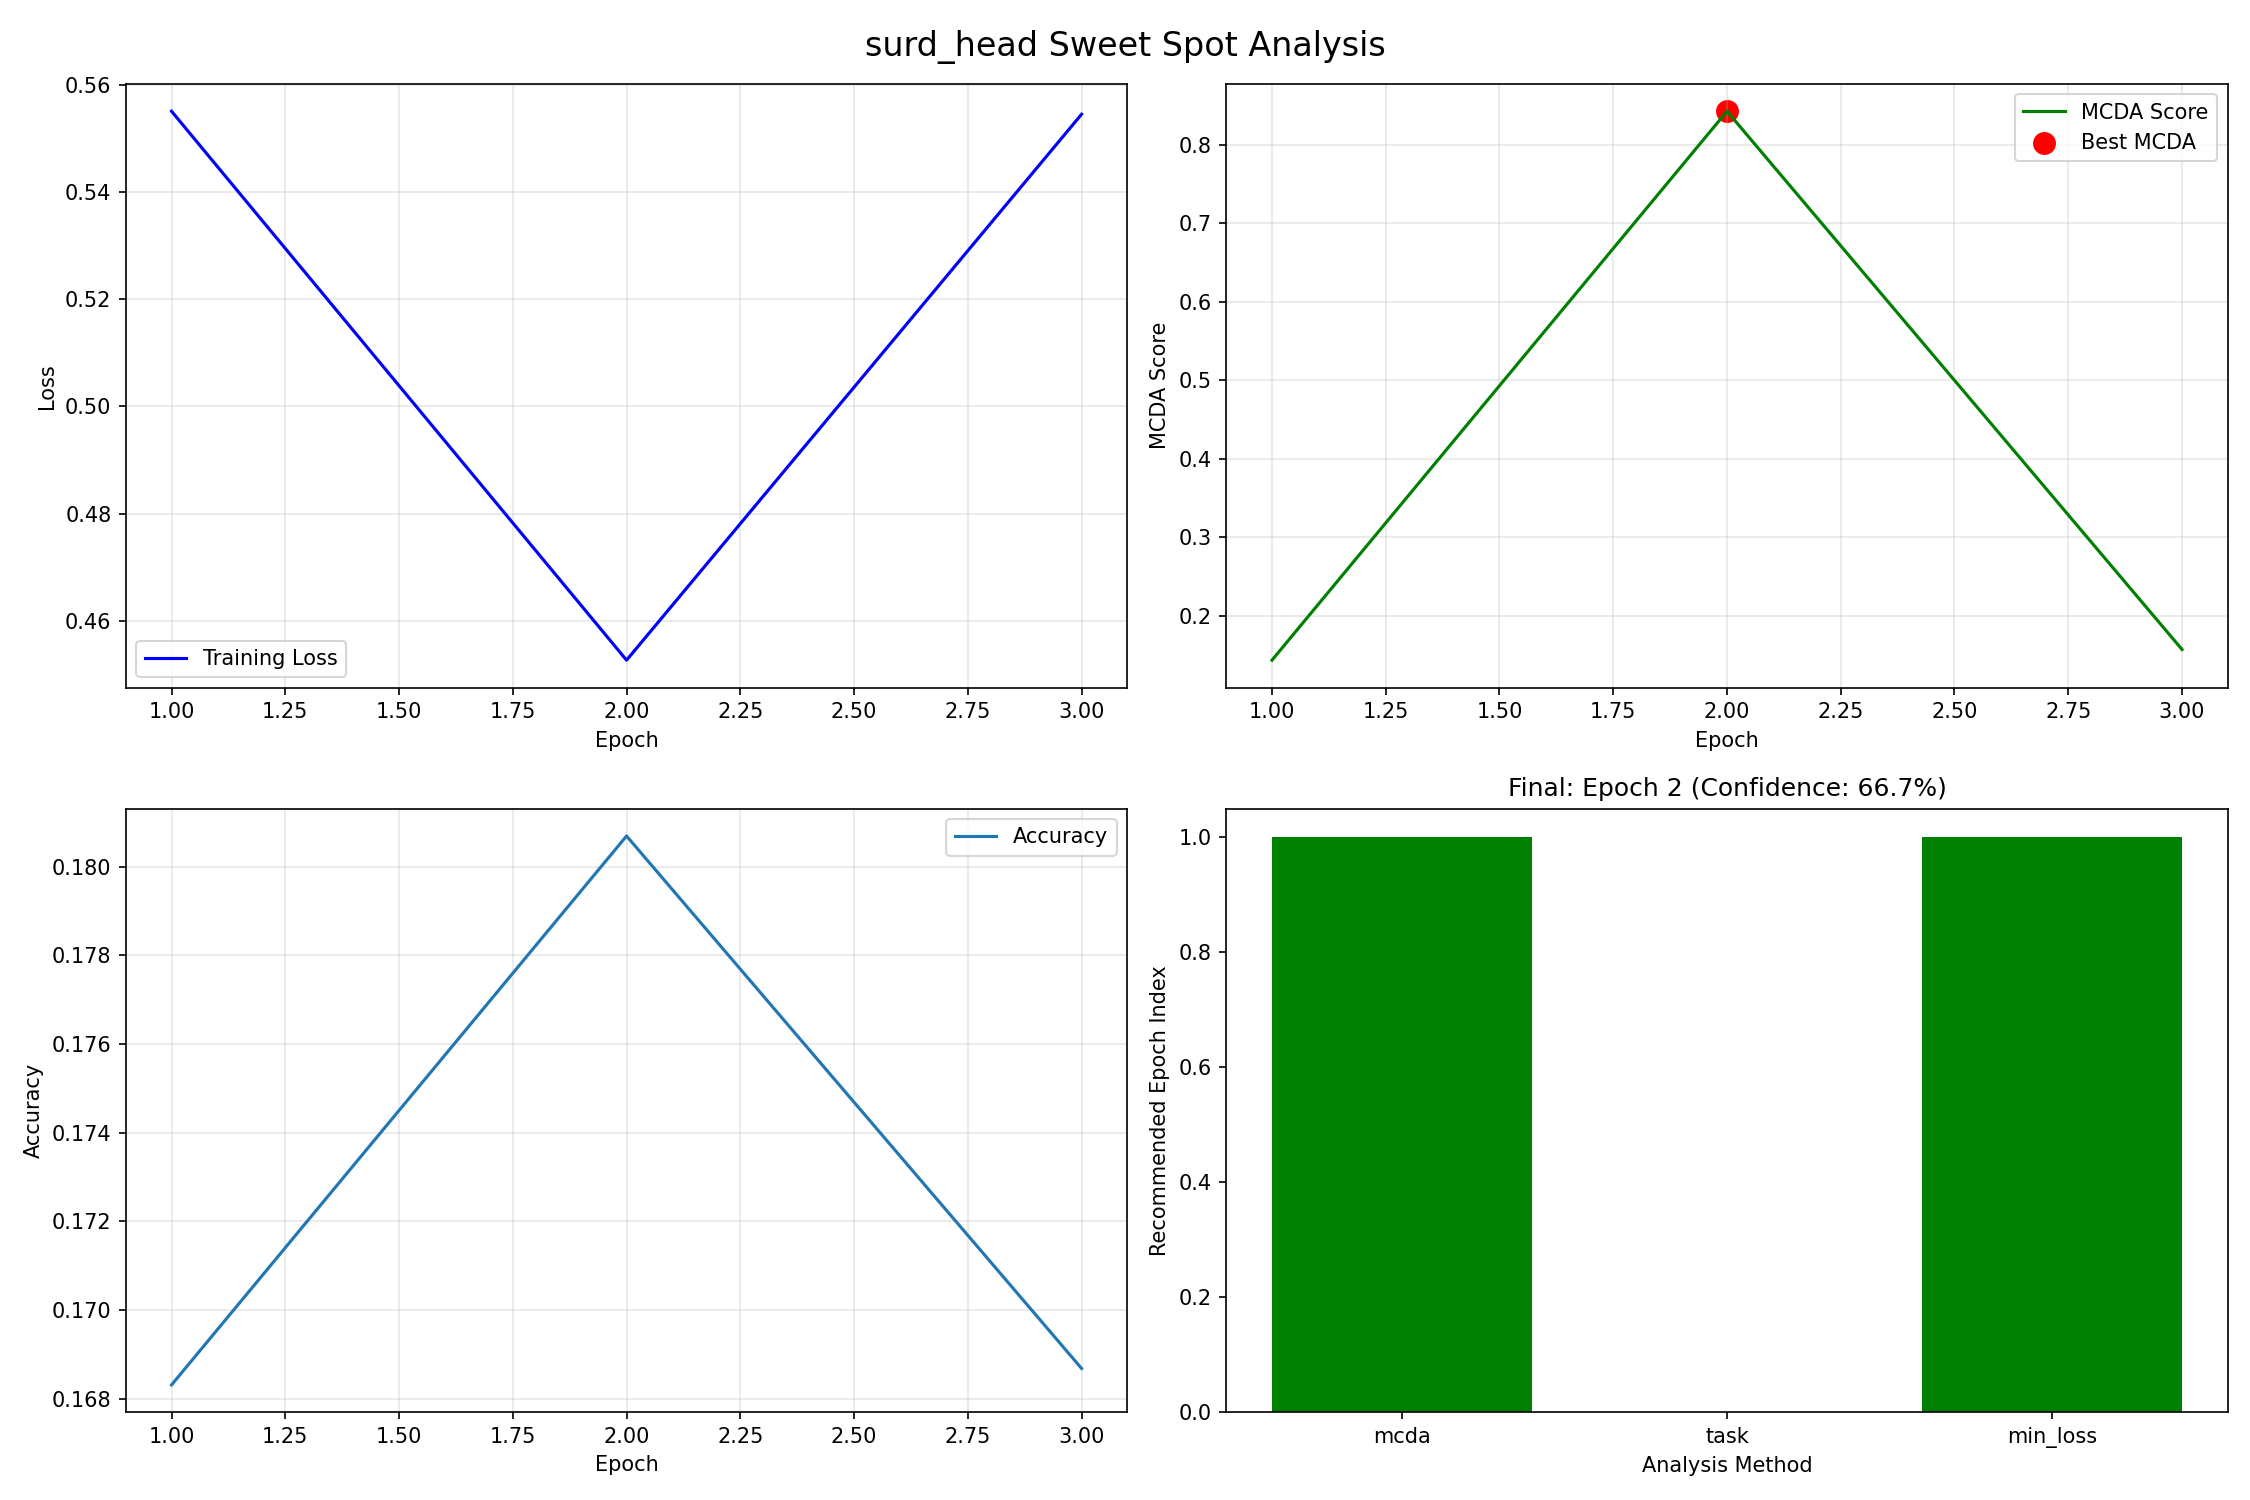 surd_head Sweet Spot Analysis
0.56
0.54
0.52
0.50
0.48
0.46
Loss
Training Loss
1.00 1.25 1.50 1.75 2.00 2.25 2.50 2.75 3.00
Epoch
0.8
0.7
0.6
0.5
0.4
0.3
0.2
MCDA Score
MCDA Score
Best MCDA
1.00 1.25 1.50 1.75 2.00 2.25 2.50 2.75 3.00
Epoch
0.180
0.178
0.176
0.174
0.172
0.170
0.168
Accuracy
Accuracy
1.00 1.25 1.50 1.75 2.00 2.25 2.50 2.75 3.00
Epoch
Final: Epoch 2 (Confidence: 66.7%)
1.0
0.8
0.6
0.4
0.2
0.0
Recommended Epoch Index
mcda task min_loss
Analysis Method